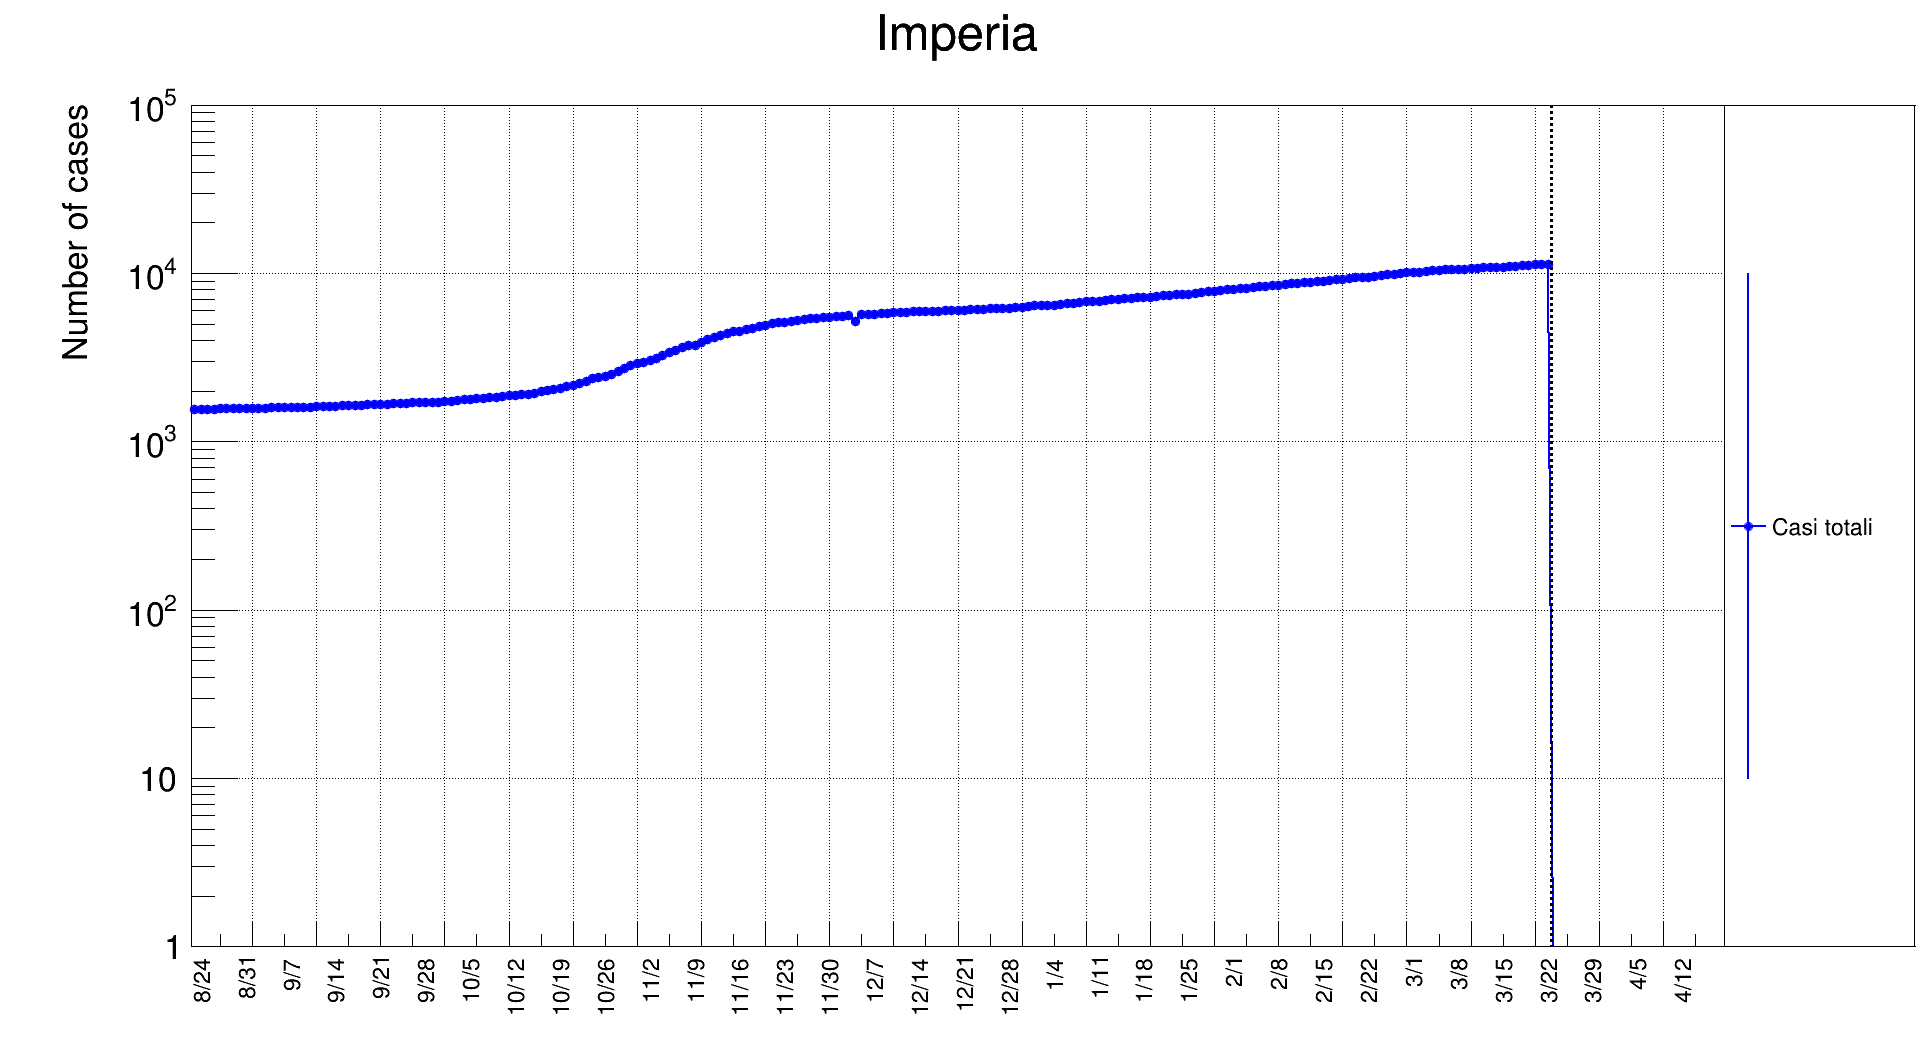 Imperia
Number of cases
10^5
10^4
10^3
10^2
10
1
8/24 8/31 9/7 9/14 9/21 9/28 10/5 10/12 10/19 10/26 11/2 11/9 11/16 11/23 11/30 12/7 12/14 12/21 12/28 1/4 1/11 1/18 1/25 2/1 2/8 2/15 2/22 3/1 3/8 3/15 3/22 3/29 4/5 4/12
Casi totali